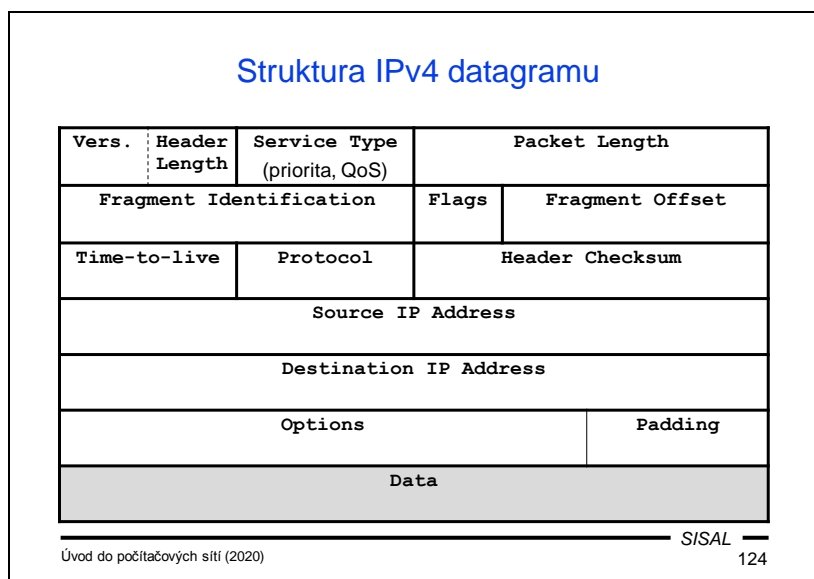 Struktura IPv4 datagramu
Vers. Header Length Service Type (priorita, QoS) Packet Length
Fragment Identification Flags Fragment Offset
Time-to-live Protocol Header Checksum
Source IP Address
Destination IP Address
Options Padding
Data
SISAL
Úvod do počítačových sítí (2020) 124